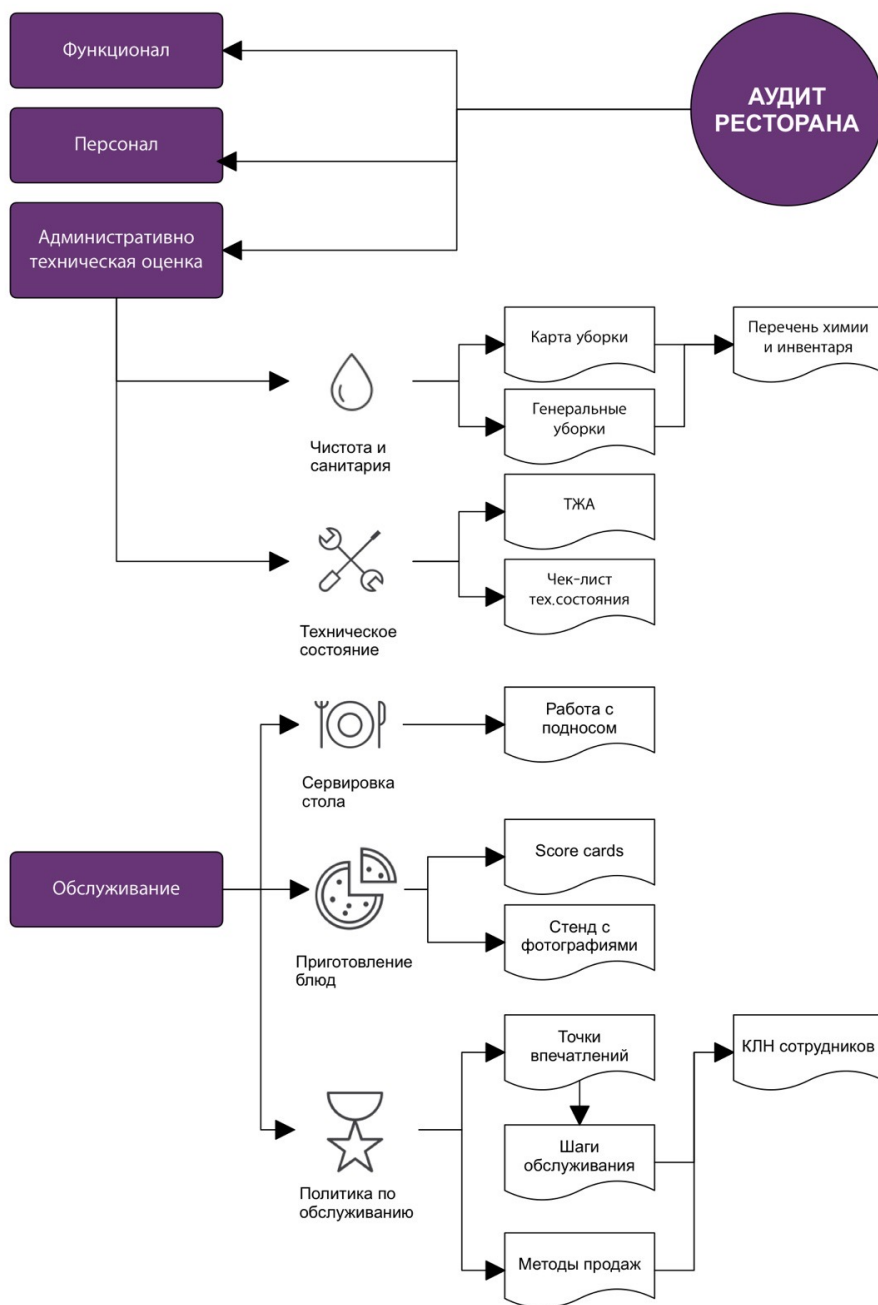 Функционал
АУДИТ
РЕСТОРАНА
Персонал
Административно
техническая оценка
Карта уборки
Перечень химии
и инвентаря
Генеральные
уборки
Чистота и
санитария
ТЖА
Чек-лист
тех.состояния
Техническое
состояние
Работа с
подносом
Сервировка
стола
Обслуживание
Score cards
Стенд с
фотографиями
Приготовление
блюд
Точки
впечатлений
КЛН сотрудников
Шаги
обслуживания
Политика по
обслуживанию
Методы продаж